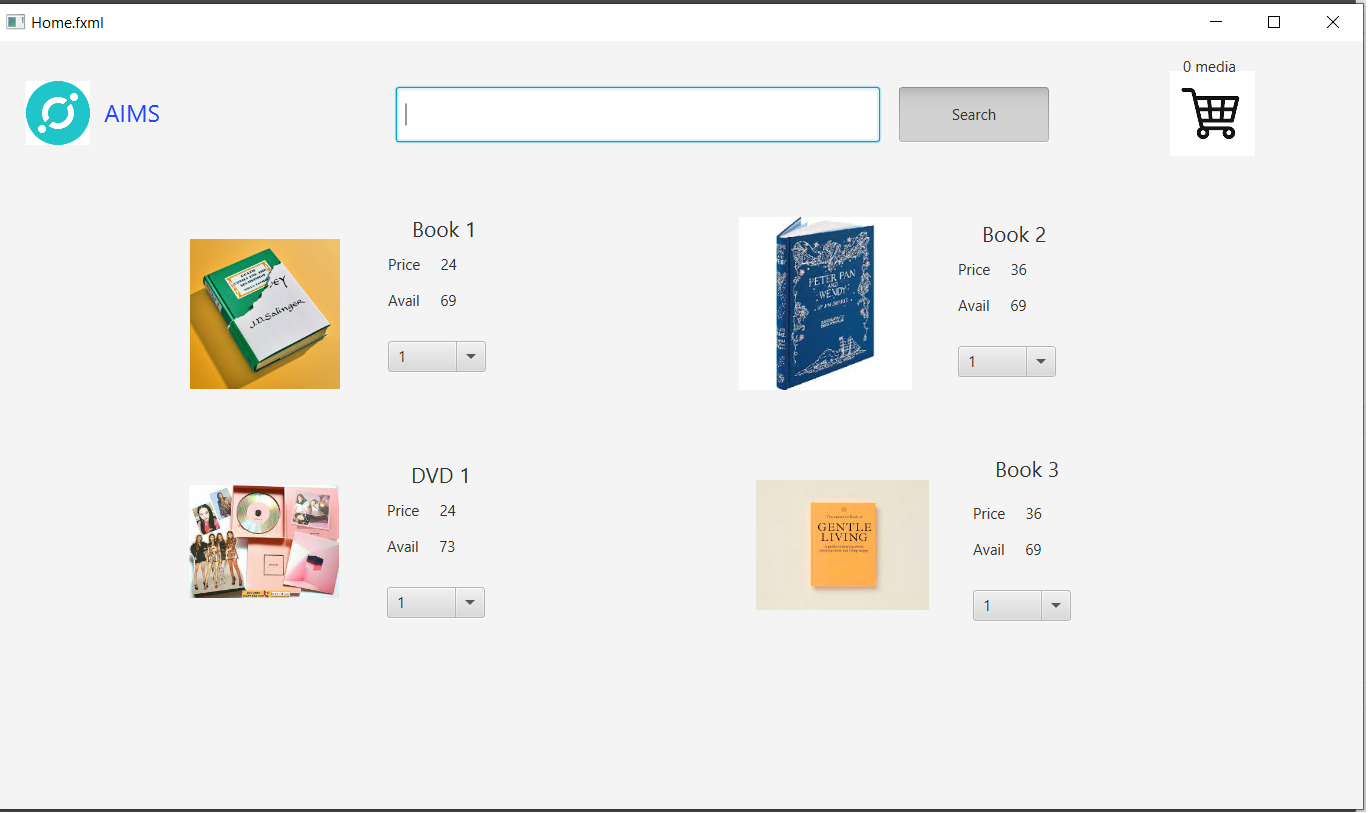 Home.fxml
0 media
AIMS
Search
Book 1
Price 24
Avail 69
1
J.D. Salinger
Book 2
Price 36
Avail 69
1
PETER PAN
AND
WENDY
DVD 1
Price 24
Avail 73
1
Book 3
Price 36
Avail 69
1
GENTLE
LIVING